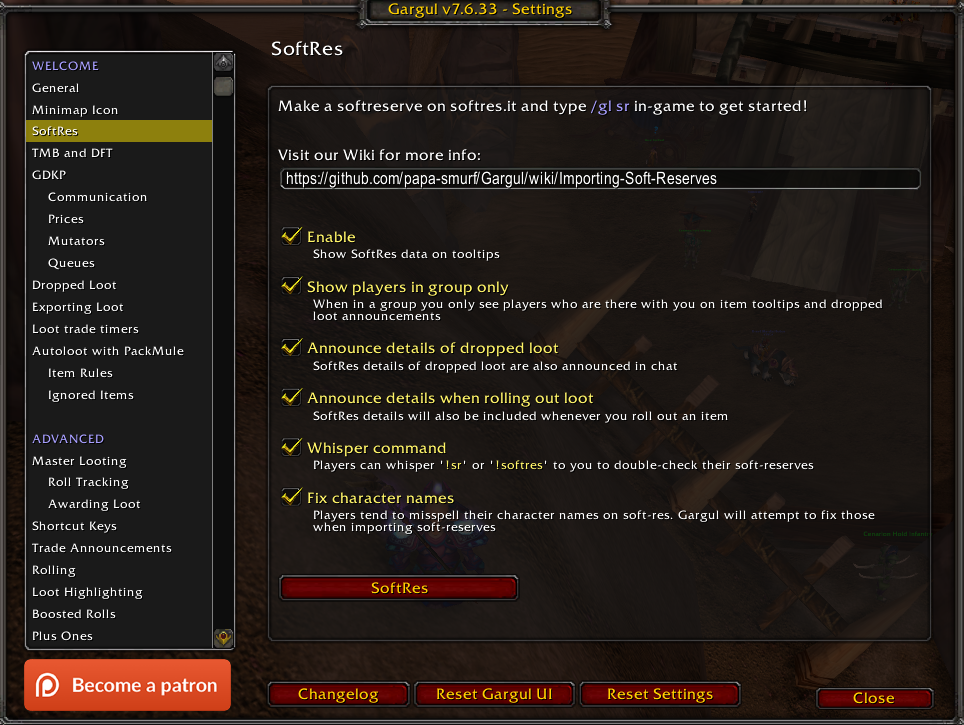 Gargul v7.6.33 - Settings
WELCOME
General
Minimap Icon
SoftRes
TMB and DFT
GDKP
Communication
Prices
Mutators
Queues
Dropped Loot
Exporting Loot
Loot trade timers
Autoloot with PackMule
Item Rules
Ignored Items
ADVANCED
Master Looting
Roll Tracking
Awarding Loot
Shortcut Keys
Trade Announcements
Rolling
Loot Highlighting
Boosted Rolls
Plus Ones
Become a patron
SoftRes
Make a softreserve on softres.it and type /gl sr in-game to get started!
Visit our Wiki for more info:
https://github.com/papa-smurf/Gargul/wiki/Importing-Soft-Reserves
Enable
Show SoftRes data on tooltips
Show players in group only
When in a group you only see players who are there with you on item tooltips and dropped
loot announcements
Announce details of dropped loot
SoftRes details of dropped loot are also announced in chat
Announce details when rolling out loot
SoftRes details will also be included whenever you roll out an item
Whisper command
Players can whisper '!sr' or '!softres' to you to double-check their soft-reserves
Fix character names
Players tend to misspell their character names on soft-res. Gargul will attempt to fix those
when importing soft-reserves
SoftRes
Changelog
Reset Gargul UI
Reset Settings
Close